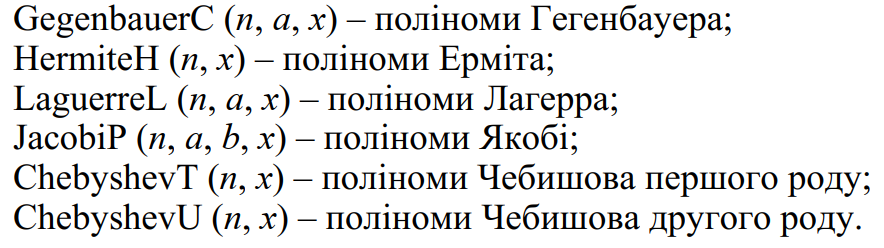 GegenbauerC (n, a, x) – поліноми Гегенбауера;
HermiteH (n, x) – поліноми Ерміта;
LaguerreL (n, a, x) – поліноми Лагерра;
JacobiP (n, a, b, x) – поліноми Якобі;
ChebyshevT (n, x) – поліноми Чебишова першого роду;
ChebyshevU (n, x) – поліноми Чебишова другого роду.